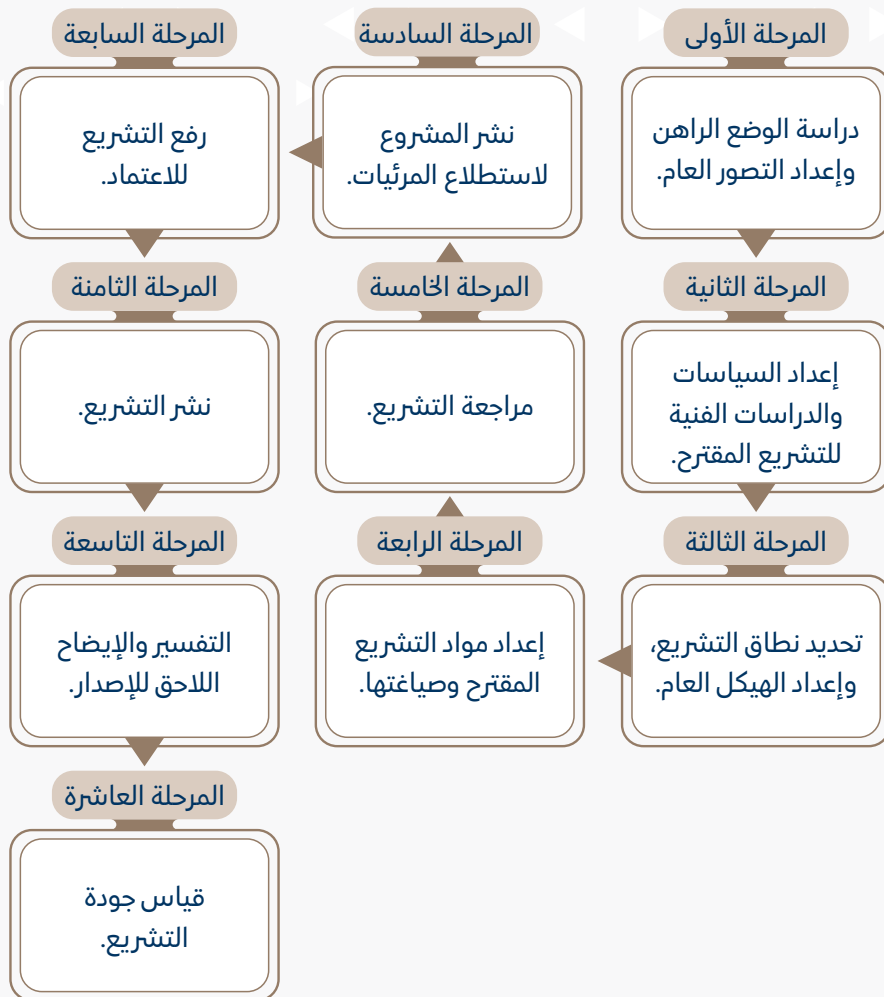 المرحلة الأولى
دراسة الوضع الراهن
وإعداد التصور العام.
المرحلة الثانية
إعداد السياسات
والدراسات الفنية
للتشريع المقترح.
المرحلة الثالثة
تحديد نطاق التشريع،
وإعداد الهيكل العام.
المرحلة الرابعة
إعداد مواد التشريع
المقترح وصياغتها.
المرحلة الخامسة
مراجعة التشريع.
المرحلة السادسة
نشر المشروع
لاستطلاع المرئيات.
المرحلة السابعة
رفع التشريع
للاعتماد.
المرحلة الثامنة
نشر التشريع.
المرحلة التاسعة
التفسير والإيضاح
اللاحق للإصدار.
المرحلة العاشرة
قياس جودة
التشريع.